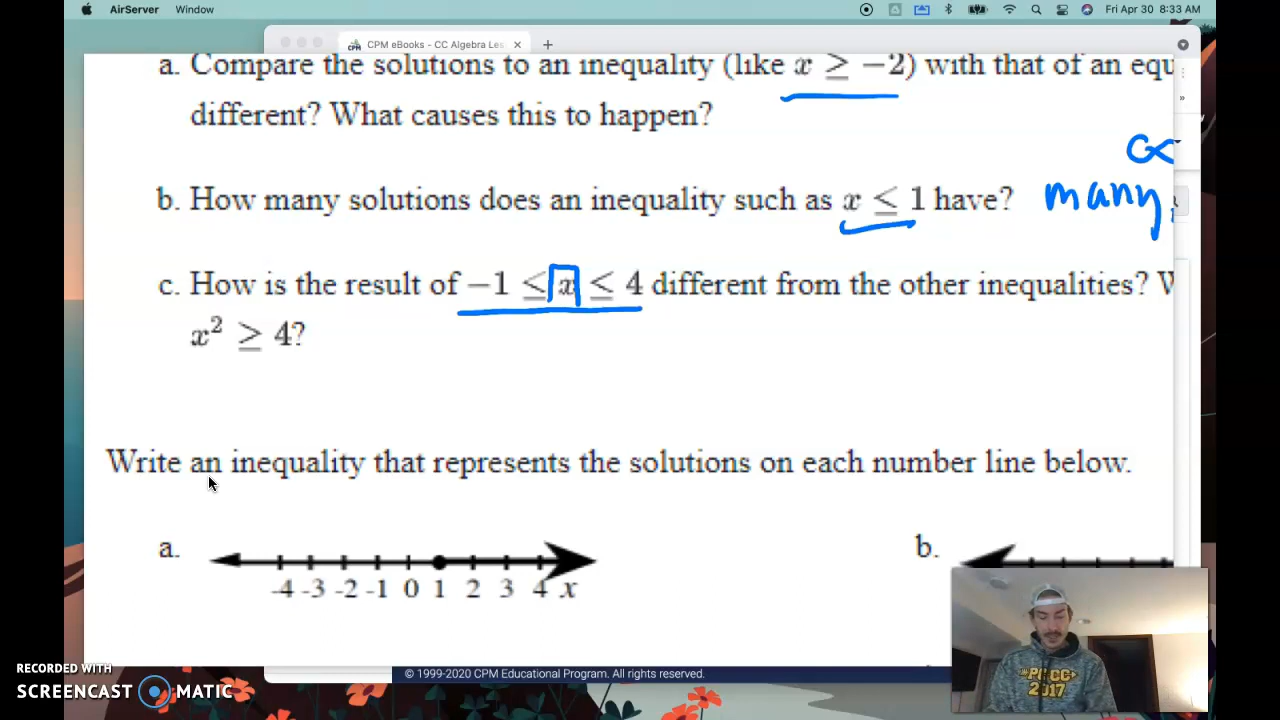 AirServer Window Fri Apr 30 8:33 AM
CPM eBooks - CC Algebra Les
a. Compare the solutions to an inequality (like x ≥ −2) with that of an equ
different? What causes this to happen?
∝
b. How many solutions does an inequality such as x ≤ 1 have? many,
c. How is the result of −1 ≤ x ≤ 4 different from the other inequalities? W
x² ≥ 4?
Write an inequality that represents the solutions on each number line below.
a. b.
-4 -3 -2 -1 0 1 2 3 4 x
© 1999-2020 CPM Educational Program. All rights reserved.
RECORDED WITH
SCREENCAST MATIC
PHCC
2017